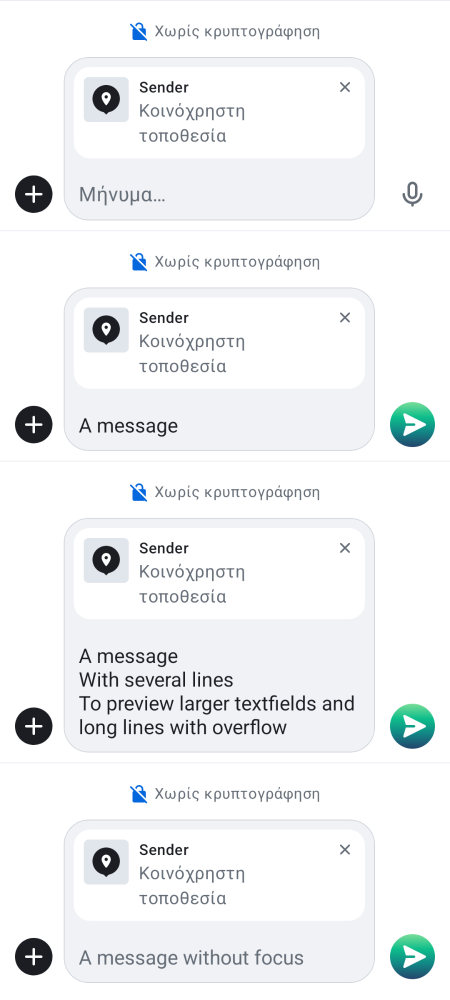 Χωρίς κρυπτογράφηση
Sender
Κοινόχρηστη
τοποθεσία
Μήνυμα…
Χωρίς κρυπτογράφηση
Sender
Κοινόχρηστη
τοποθεσία
A message
Χωρίς κρυπτογράφηση
Sender
Κοινόχρηστη
τοποθεσία
A message
With several lines
To preview larger textfields and
long lines with overflow
Χωρίς κρυπτογράφηση
Sender
Κοινόχρηστη
τοποθεσία
A message without focus